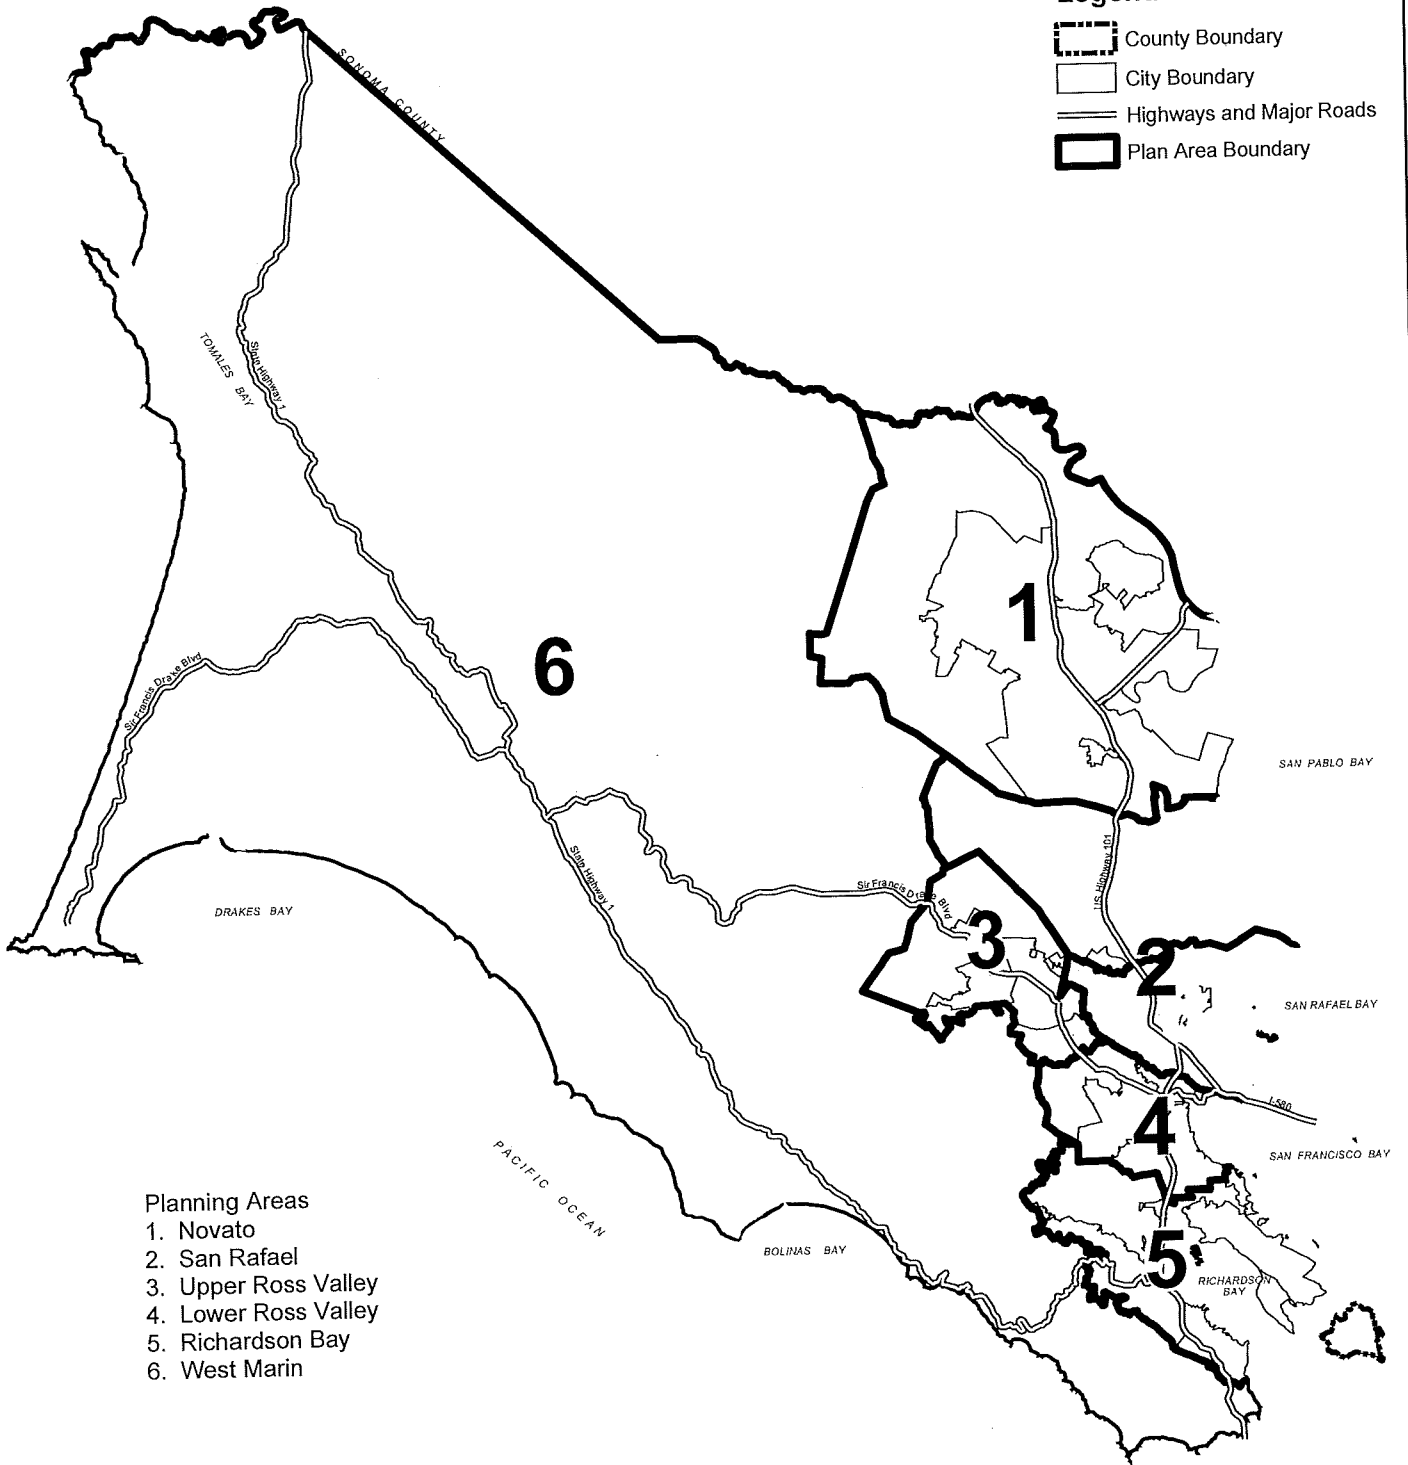 County Boundary
City Boundary
Highways and Major Roads
Plan Area Boundary
SONOMA COUNTY
TOMALES BAY
State Highway 1
1
6
Sir Francis Drake Blvd
SAN PABLO BAY
US Highway 101
State Highway 1
Sir Francis Drake Blvd
DRAKES BAY
3
2
SAN RAFAEL BAY
I-580
4
SAN FRANCISCO BAY
PACIFIC OCEAN
BOLINAS BAY
5
RICHARDSON
BAY
Planning Areas
1. Novato
2. San Rafael
3. Upper Ross Valley
4. Lower Ross Valley
5. Richardson Bay
6. West Marin